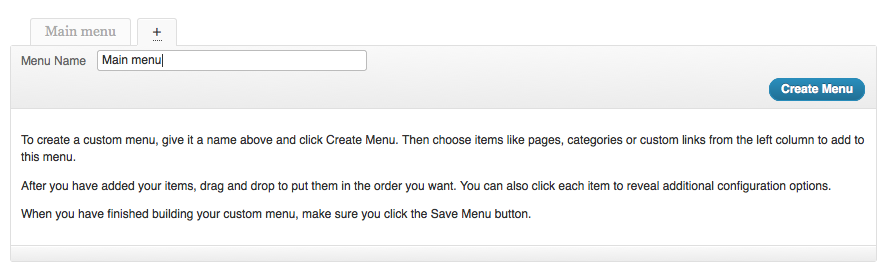 Main menu +
Menu Name Main menu
Create Menu
To create a custom menu, give it a name above and click Create Menu. Then choose items like pages, categories or custom links from the left column to add to
this menu.
After you have added your items, drag and drop to put them in the order you want. You can also click each item to reveal additional configuration options.
When you have finished building your custom menu, make sure you click the Save Menu button.